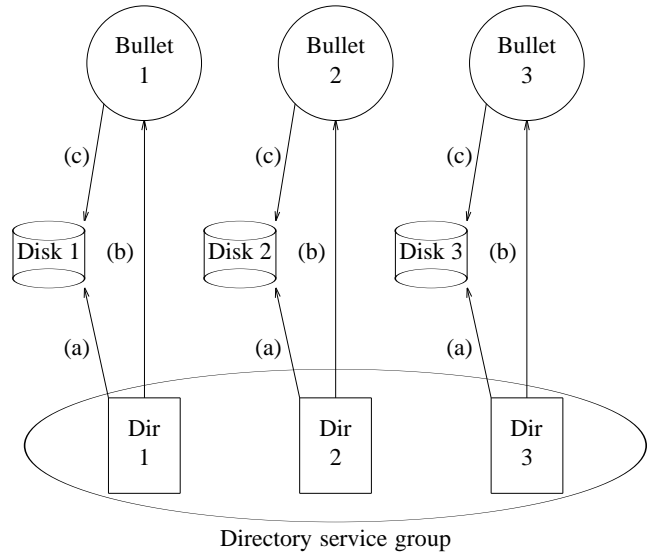 Bullet
1
Bullet
2
Bullet
3
(c)
(c)
(c)
Disk 1
(b)
Disk 2
(b)
Disk 3
(b)
(a)
(a)
(a)
Dir
1
Dir
2
Dir
3
Directory service group